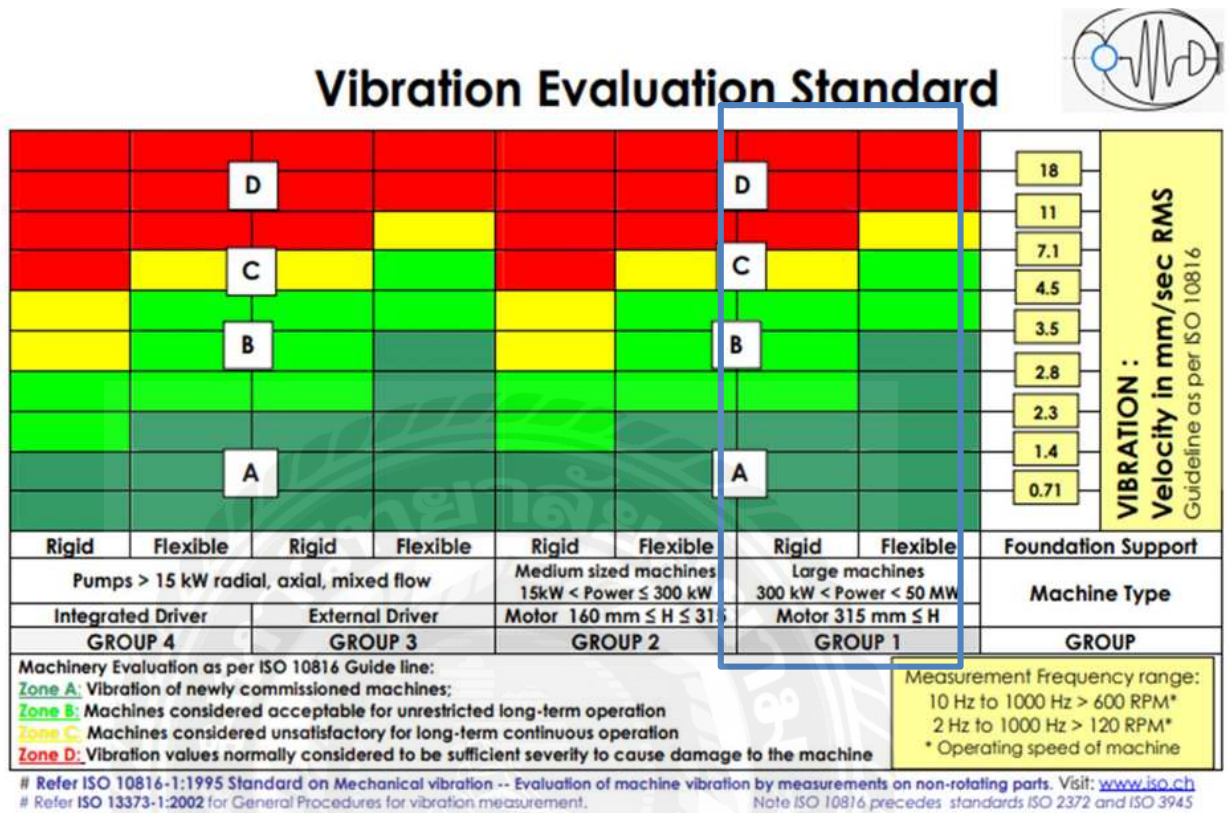 Vibration Evaluation Standard
D
D
C
C
B
B
A
A
18
11
7.1
4.5
3.5
2.8
2.3
1.4
0.71
VIBRATION :
Velocity in mm/sec RMS
Guideline as per ISO 10816
Rigid Flexible Rigid Flexible Rigid Flexible Rigid Flexible Foundation Support
Pumps > 15 kW radial, axial, mixed flow
Medium sized machines
15kW < Power ≤ 300 kW
Large machines
300 kW < Power < 50 MW
Machine Type
Integrated Driver External Driver Motor 160 mm ≤ H ≤ 315 Motor 315 mm ≤ H
GROUP 4 GROUP 3 GROUP 2 GROUP 1 GROUP
Machinery Evaluation as per ISO 10816 Guide line:
Zone A: Vibration of newly commissioned machines;
Zone B: Machines considered acceptable for unrestricted long-term operation
Zone C: Machines considered unsatisfactory for long-term continuous operation
Zone D: Vibration values normally considered to be sufficient severity to cause damage to the machine
Measurement Frequency range:
10 Hz to 1000 Hz > 600 RPM*
2 Hz to 1000 Hz > 120 RPM*
* Operating speed of machine
# Refer ISO 10816-1:1995 Standard on Mechanical vibration -- Evaluation of machine vibration by measurements on non-rotating parts. Visit: www.iso.ch
# Refer ISO 13373-1:2002 for General Procedures for vibration measurement. Note ISO 10816 precedes standards ISO 2372 and ISO 3945